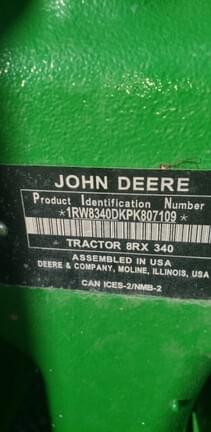 JOHN DEERE
Product Identification Number
*1RW8340DKPK807109*
TRACTOR 8RX 340
ASSEMBLED IN USA
DEERE & COMPANY, MOLINE, ILLINOIS, USA
CAN ICES-2/NMB-2